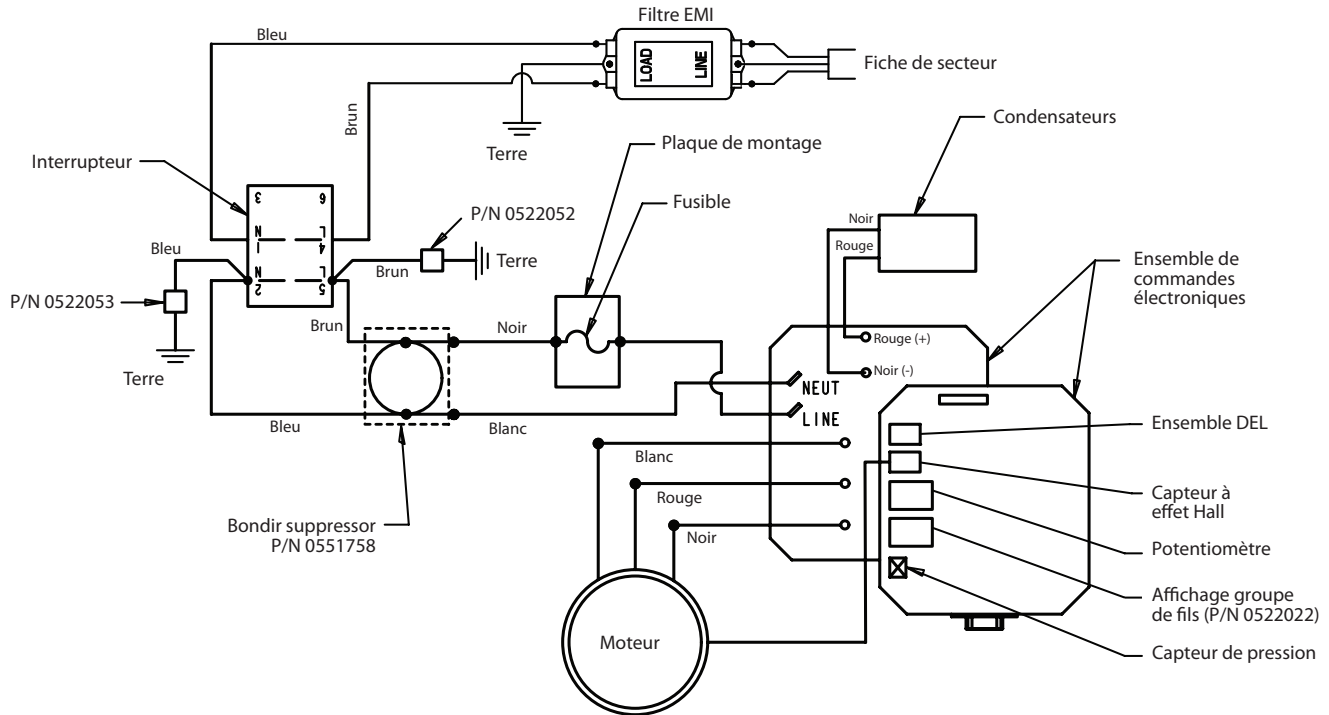 Filtre EMI
Bleu
LOAD
LINE
Fiche de secteur
Brun
Terre
Condensateurs
Plaque de montage
Interrupteur
Fusible
3
6
P/N 0522052
Noir
N
L
1
4
Rouge
Bleu
Ensemble de
commandes
électroniques
Brun
Terre
N
L
2
5
P/N 0522053
Brun
Noir
Rouge (+)
Terre
Noir (-)
NEUT
LINE
Bleu
Blanc
Ensemble DEL
Blanc
Rouge
Capteur à
effet Hall
Bondir suppressor
P/N 0551758
Noir
Potentiomètre
Affichage groupe
de fils (P/N 0522022)
Moteur
Capteur de pression